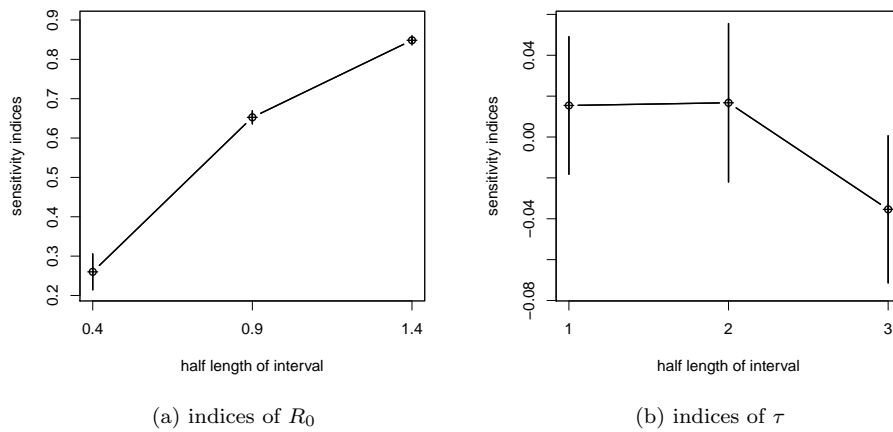 sensitivity indices
0.9
0.8
0.7
0.6
0.5
0.4
0.3
0.2
0.4 0.9 1.4
half length of interval
(a) indices of R₀
sensitivity indices
0.04
0.00
−0.04
−0.08
1 2 3
half length of interval
(b) indices of τ